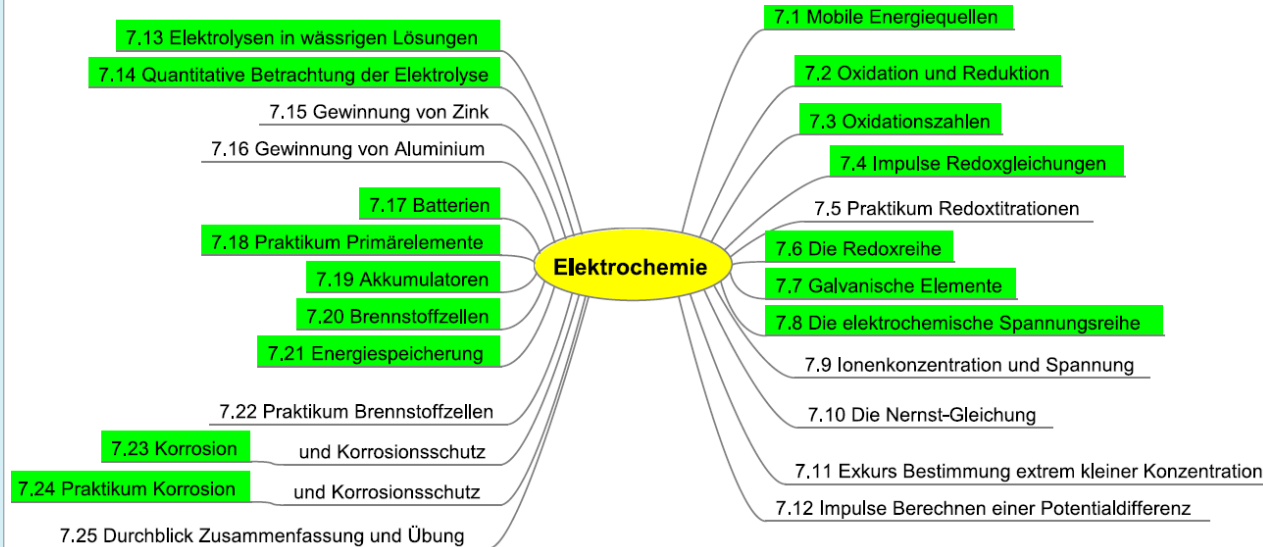 7.1 Mobile Energiequellen
7.2 Oxidation und Reduktion
7.3 Oxidationszahlen
7.4 Impulse Redoxgleichungen
7.5 Praktikum Redoxtitrationen
7.6 Die Redoxreihe
7.7 Galvanische Elemente
7.8 Die elektrochemische Spannungsreihe
7.9 Ionenkonzentration und Spannung
7.10 Die Nernst-Gleichung
7.11 Exkurs Bestimmung extrem kleiner Konzentration
7.12 Impulse Berechnen einer Potentialdifferenz
Elektrochemie
7.13 Elektrolysen in wässrigen Lösungen
7.14 Quantitative Betrachtung der Elektrolyse
7.15 Gewinnung von Zink
7.16 Gewinnung von Aluminium
7.17 Batterien
7.18 Praktikum Primärelemente
7.19 Akkumulatoren
7.20 Brennstoffzellen
7.21 Energiespeicherung
7.22 Praktikum Brennstoffzellen
7.23 Korrosion und Korrosionsschutz
7.24 Praktikum Korrosion und Korrosionsschutz
7.25 Durchblick Zusammenfassung und Übung